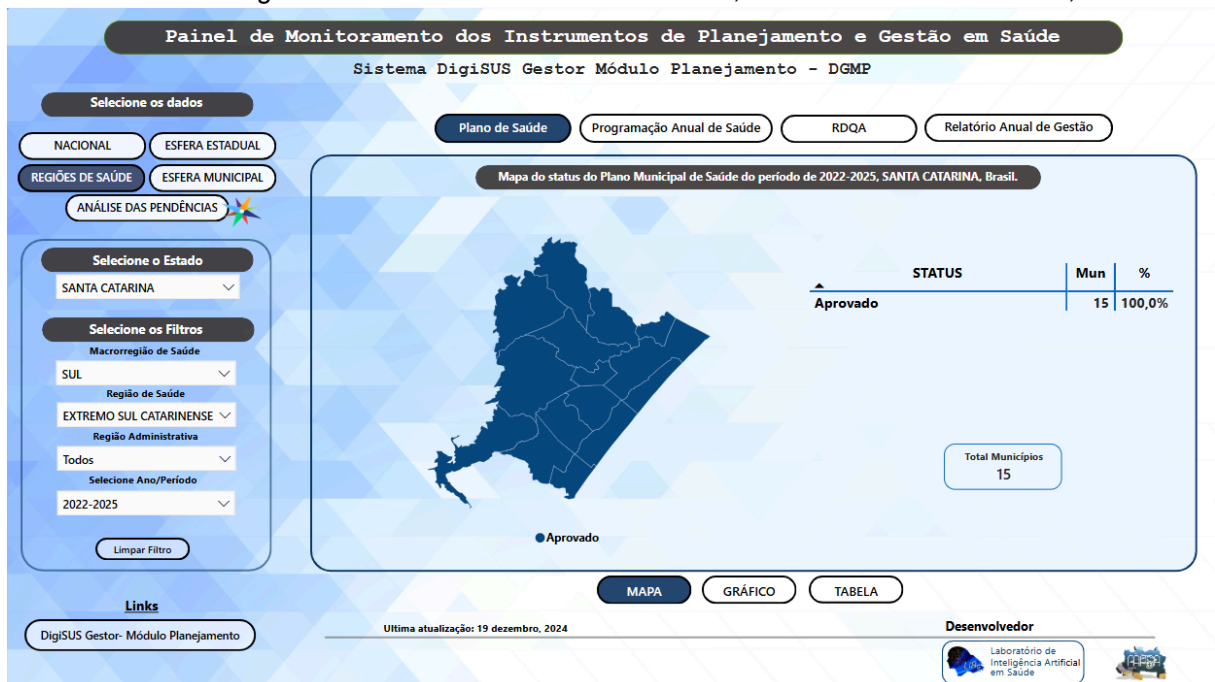 Painel de Monitoramento dos Instrumentos de Planejamento e Gestão em Saúde
Sistema DigiSUS Gestor Módulo Planejamento - DGMP
Selecione os dados
NACIONAL
ESFERA ESTADUAL
REGIÕES DE SAÚDE
ESFERA MUNICIPAL
ANÁLISE DAS PENDÊNCIAS
Selecione o Estado
SANTA CATARINA
Selecione os Filtros
Macrorregião de Saúde
SUL
Região de Saúde
EXTREMO SUL CATARINENSE
Região Administrativa
Todos
Selecione Ano/Período
2022-2025
Limpar Filtro
Links
DigiSUS Gestor- Módulo Planejamento
Plano de Saúde
Programação Anual de Saúde
RDQA
Relatório Anual de Gestão
Mapa do status do Plano Municipal de Saúde do período de 2022-2025, SANTA CATARINA, Brasil.
STATUS Mun %
Aprovado 15 100,0%
Total Municípios
15
Aprovado
MAPA
GRÁFICO
TABELA
Ultima atualização: 19 dezembro, 2024
Desenvolvedor
Laboratório de
Inteligência Artificial
em Saúde